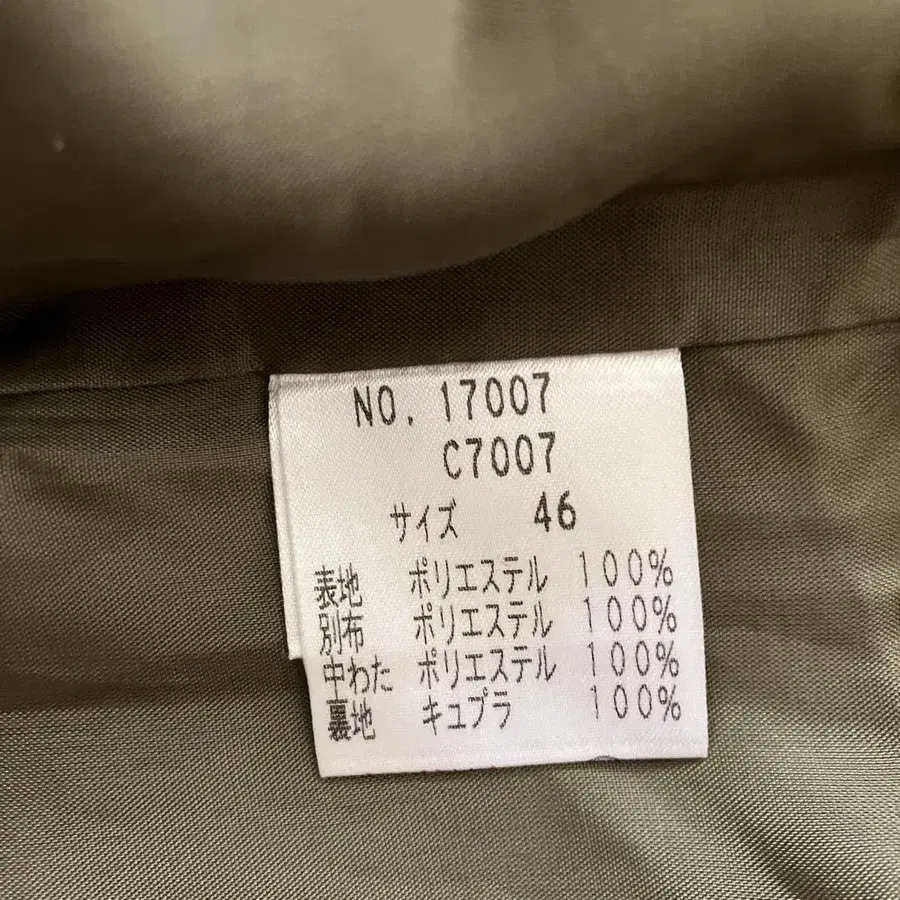 NO. 17007
C7007
サイズ 46
表地 ポリエステル 100%
別布 ポリエステル 100%
中わた ポリエステル 100%
裏地 キュプラ 100%